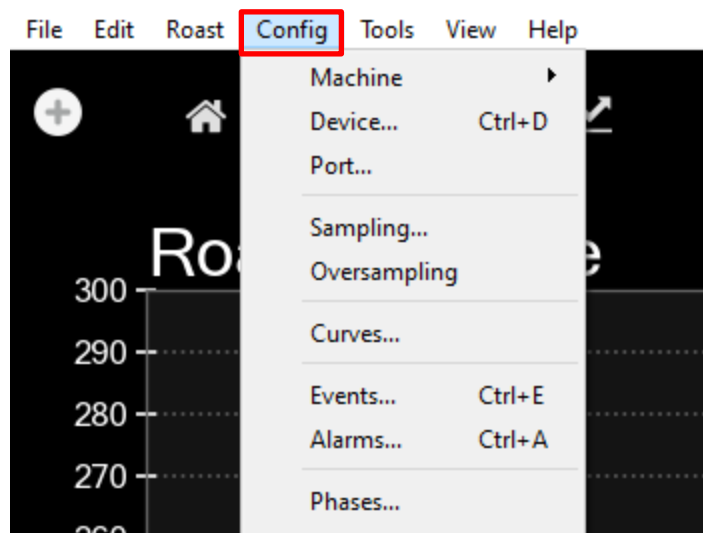 File Edit Roast Config Tools View Help
Machine
Device... Ctrl+D
Port...
Sampling...
Oversampling
Curves...
Events... Ctrl+E
Alarms... Ctrl+A
Phases...
300
290
280
270